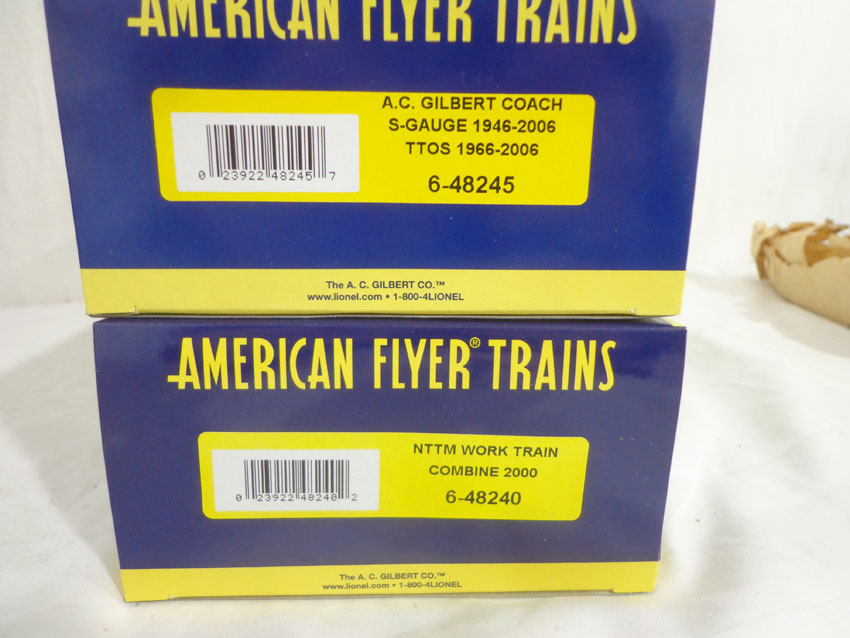 AMERICAN FLYER TRAINS
A.C. GILBERT COACH
S-GAUGE 1946-2006
TTOS 1966-2006
6-48245
0 23922 48245 7
The A. C. GILBERT CO.™
www.lionel.com • 1-800-4LIONEL
AMERICAN FLYER® TRAINS
NTTM WORK TRAIN
COMBINE 2000
6-48240
0 23922 48240 2
The A. C. GILBERT CO.™
www.lionel.com • 1-800-4LIONEL